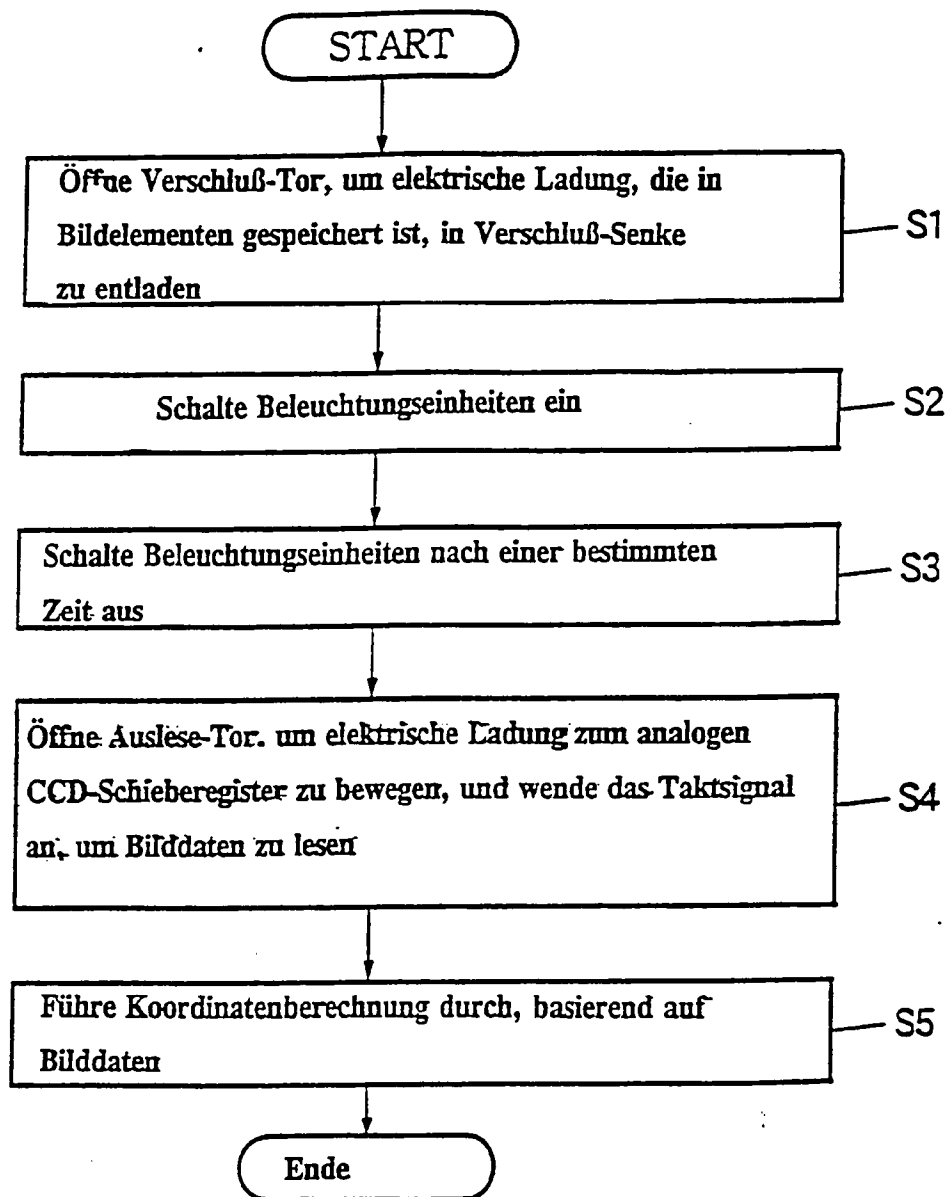 START
Öffne Verschluß-Tor, um elektrische Ladung, die in
Bildelementen gespeichert ist, in Verschluß-Senke
zu entladen
S1
Schalte Beleuchtungseinheiten ein
S2
Schalte Beleuchtungseinheiten nach einer bestimmten
Zeit aus
S3
Öffne Auslese-Tor. um elektrische Ladung zum analogen
CCD-Schieberegister zu bewegen, und wende das Taktsignal
an, um Bilddaten zu lesen
S4
Führe Koordinatenberechnung durch, basierend auf
Bilddaten
S5
Ende